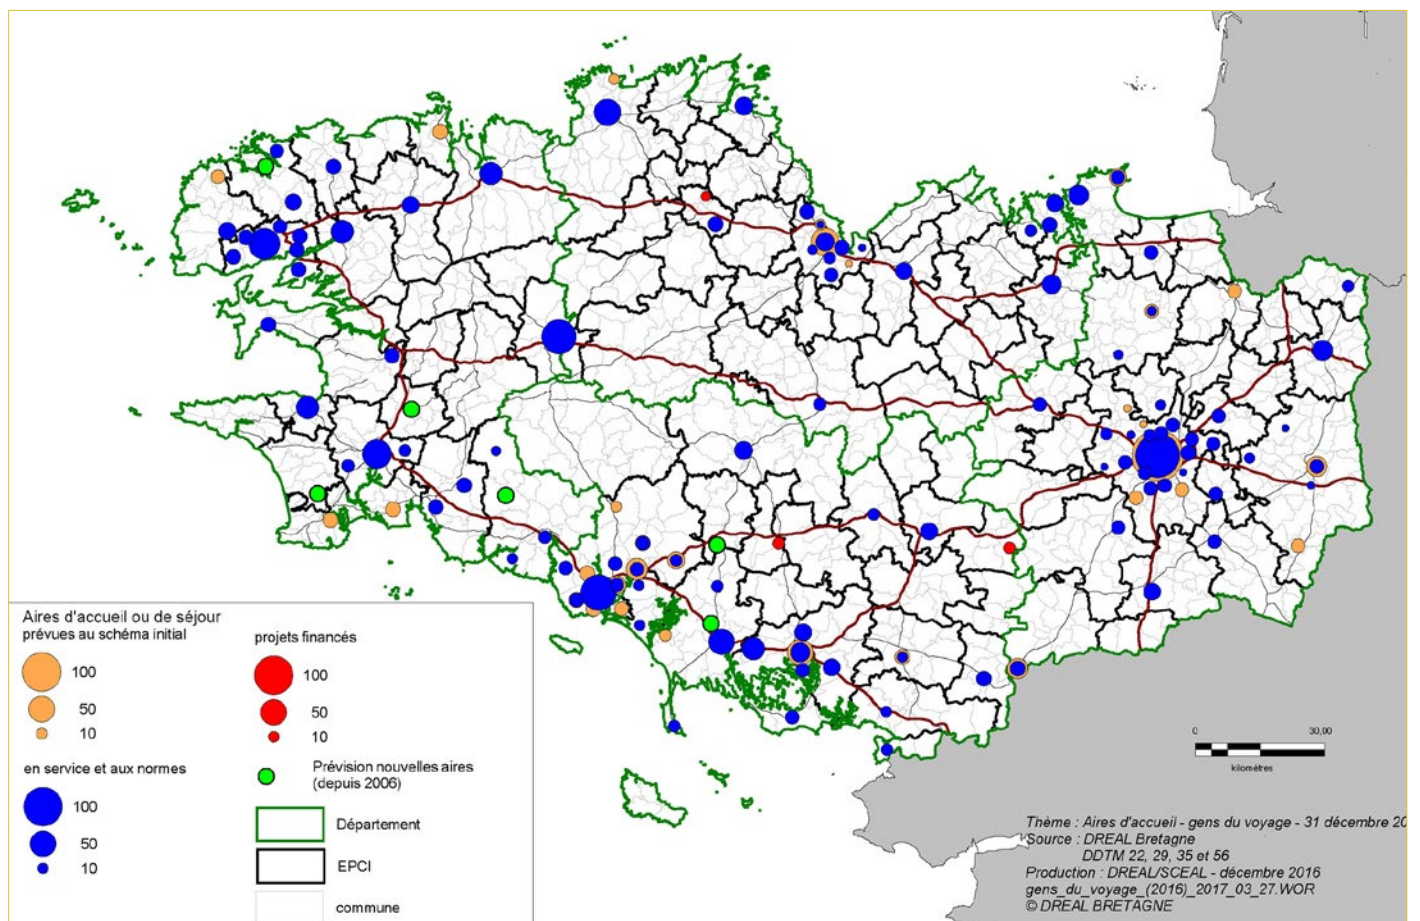 Aires d'accueil ou de séjour
prévues au schéma initial
100
50
10
en service et aux normes
100
50
10
projets financés
100
50
10
Prévision nouvelles aires
(depuis 2006)
Département
EPCI
commune
0 30,00
kilomètres
Thème : Aires d'accueil - gens du voyage - 31 décembre 20
Source : DREAL Bretagne
DDTM 22, 29, 35 et 56
Production : DREAL/SCEAL - décembre 2016
gens_du_voyage_(2016)_2017_03_27.WOR
© DREAL BRETAGNE